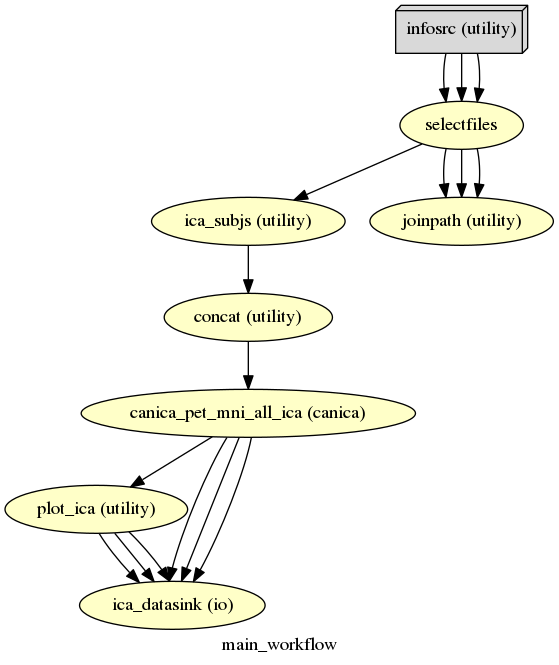 infosrc (utility)
selectfiles
ica_subjs (utility)
joinpath (utility)
concat (utility)
canica_pet_mni_all_ica (canica)
plot_ica (utility)
ica_datasink (io)
main_workflow